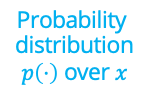 Probability
distribution
p(·) over x